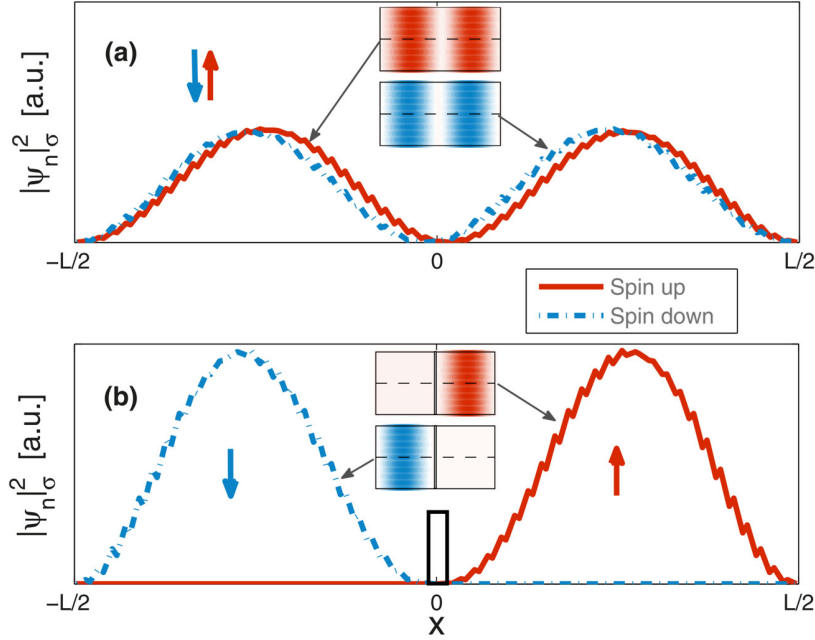 (a)
|ψₙ|²σ [a.u.]
−L/2 0 L/2
Spin up
Spin down
(b)
|ψₙ|²σ [a.u.]
−L/2 0 L/2
X